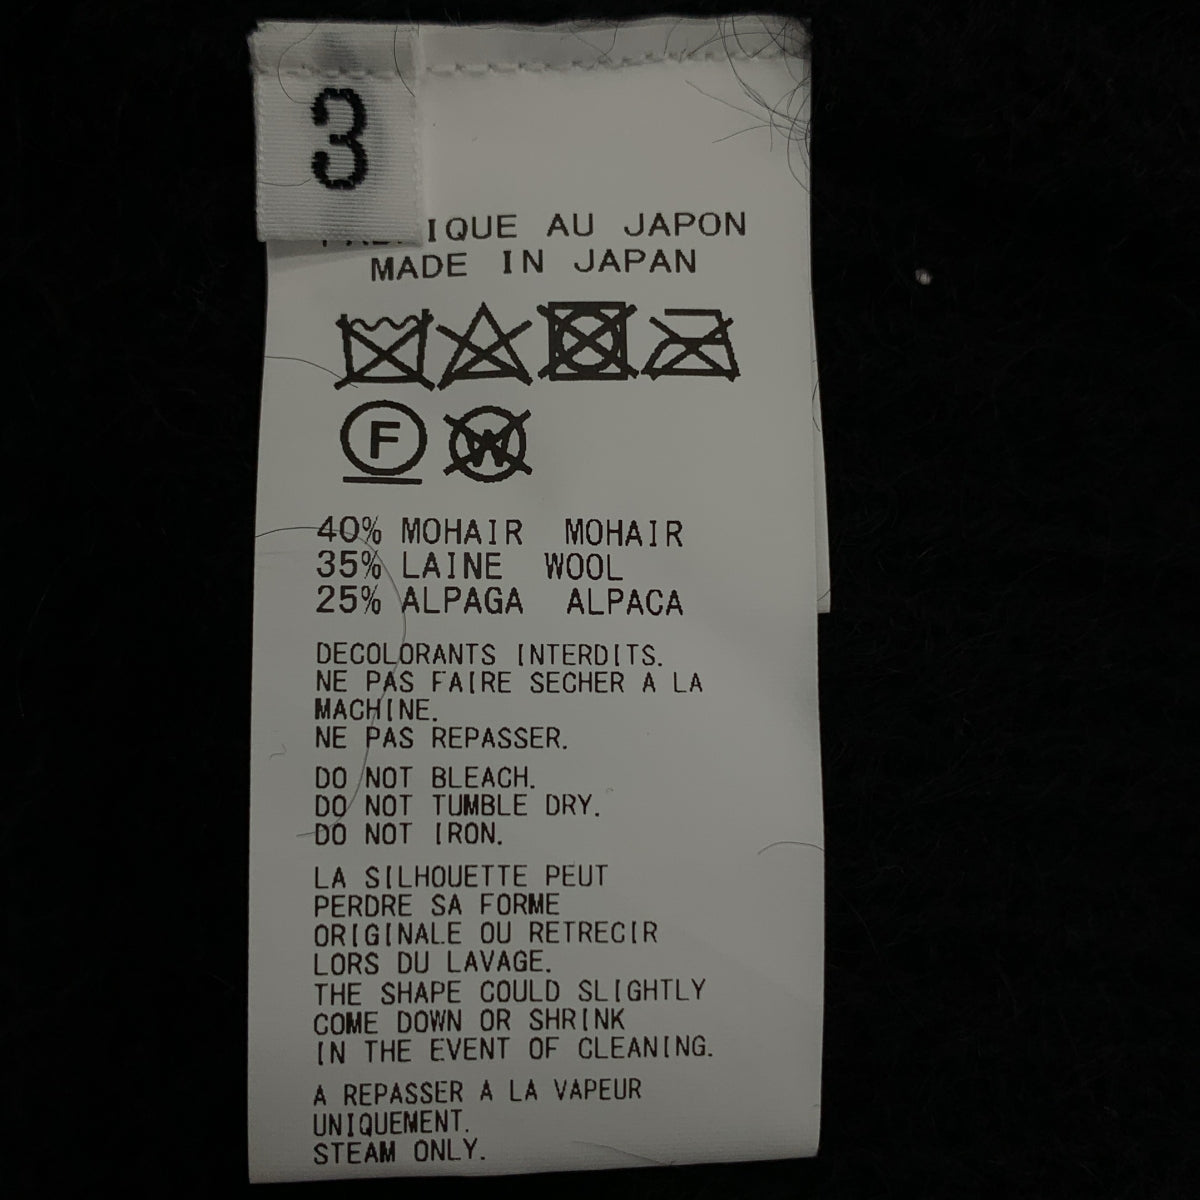 3
AU JAPON
MADE IN JAPAN
F W
40% MOHAIR MOHAIR
35% LAINE WOOL
25% ALPAGA ALPACA
DECOLORANTS INTERDITS.
NE PAS FAIRE SECHER A LA
MACHINE.
NE PAS REPASSER.
DO NOT BLEACH.
DO NOT TUMBLE DRY.
DO NOT IRON.
LA SILHOUETTE PEUT
PERDRE SA FORME
ORIGINALE OU RETRECIR
LORS DU LAVAGE.
THE SHAPE COULD SLIGHTLY
COME DOWN OR SHRINK
IN THE EVENT OF CLEANING.
A REPASSER A LA VAPEUR
UNIQUEMENT.
STEAM ONLY.